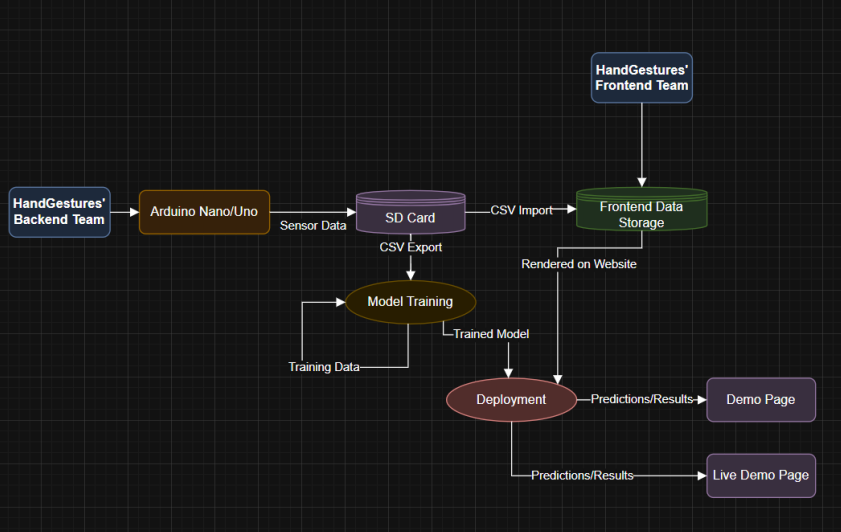 HandGestures'
Frontend Team
HandGestures'
Backend Team
Arduino Nano/Uno
Sensor Data
SD Card
CSV Import
Frontend Data
Storage
CSV Export
Rendered on Website
Model Training
Trained Model
Training Data
Deployment
Predictions/Results
Demo Page
Predictions/Results
Live Demo Page